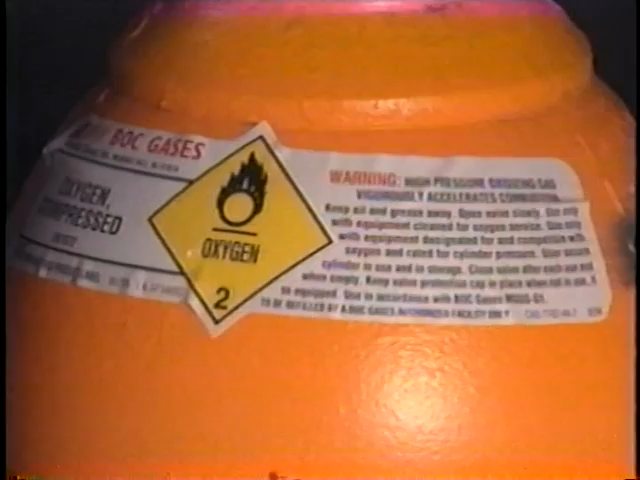 BOC GASES
OXYGEN,
COMPRESSED
OXYGEN
2
WARNING: HIGH PRESSURE OXIDIZING GAS
VIGOROUSLY ACCELERATES COMBUSTION.
Keep oil and grease away. Open valve slowly. Use only
with equipment cleaned for oxygen service. Use only
with equipment designated for and compatible with
oxygen and rated for cylinder pressure. Use
cylinder in use and in storage. Close valve after each use and
when empty. Keep valve protection cap in place when not in use, if
so equipped. Use in accordance with BOC Gases MSDS
TO BE REFILLED BY A BOC GASES AUTHORIZED FACILITY ONLY